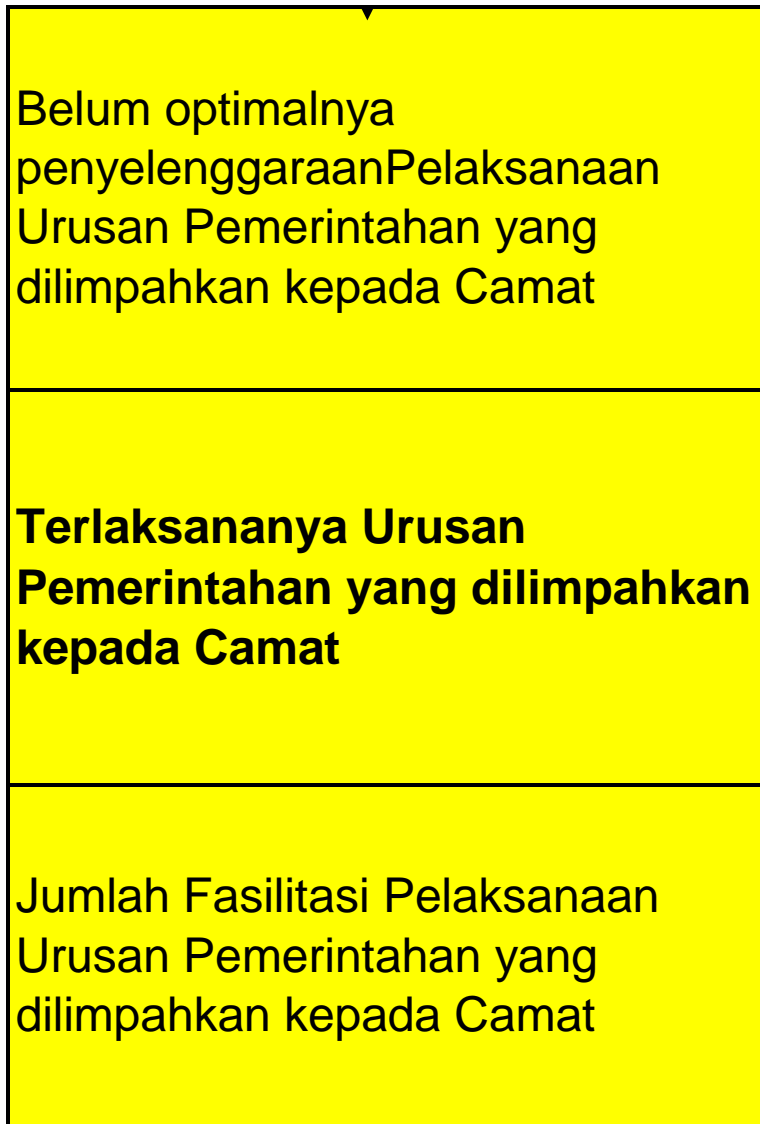 Belum optimalnya
penyelenggaraanPelaksanaan
Urusan Pemerintahan yang
dilimpahkan kepada Camat
Terlaksananya Urusan
Pemerintahan yang dilimpahkan
kepada Camat
Jumlah Fasilitasi Pelaksanaan
Urusan Pemerintahan yang
dilimpahkan kepada Camat